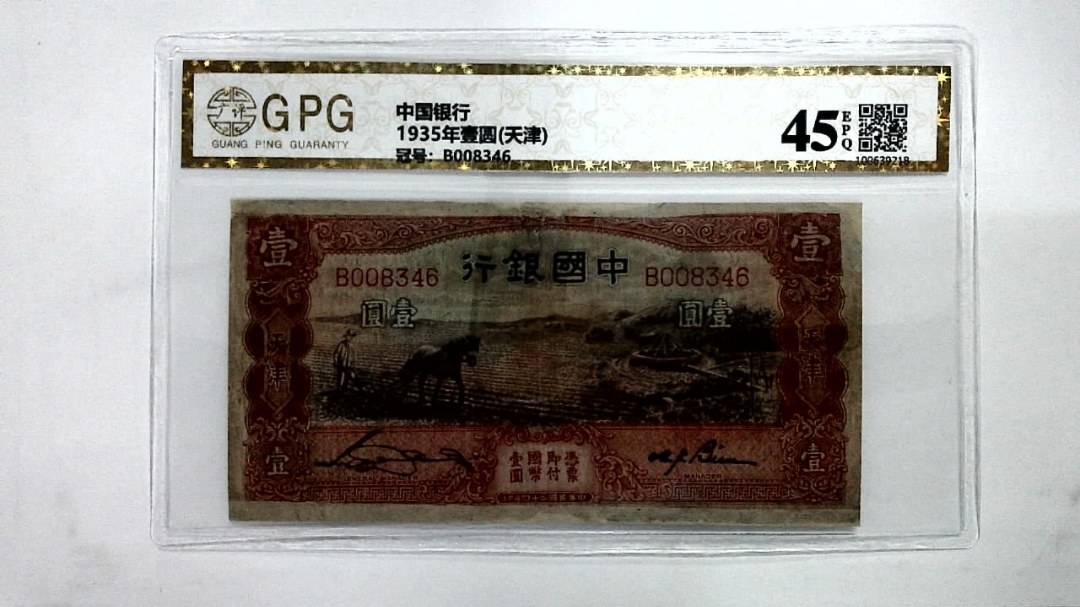 GPG
GUANG PING GUARANTY
中国银行
1935年壹圆(天津)
冠号: B008346
45
EPQ
100639218
壹
行銀國中
壹
B008346
B008346
圓壹
圓壹
天津
天津
憑票
即付
國幣
壹圓
壹
壹
MANAGER